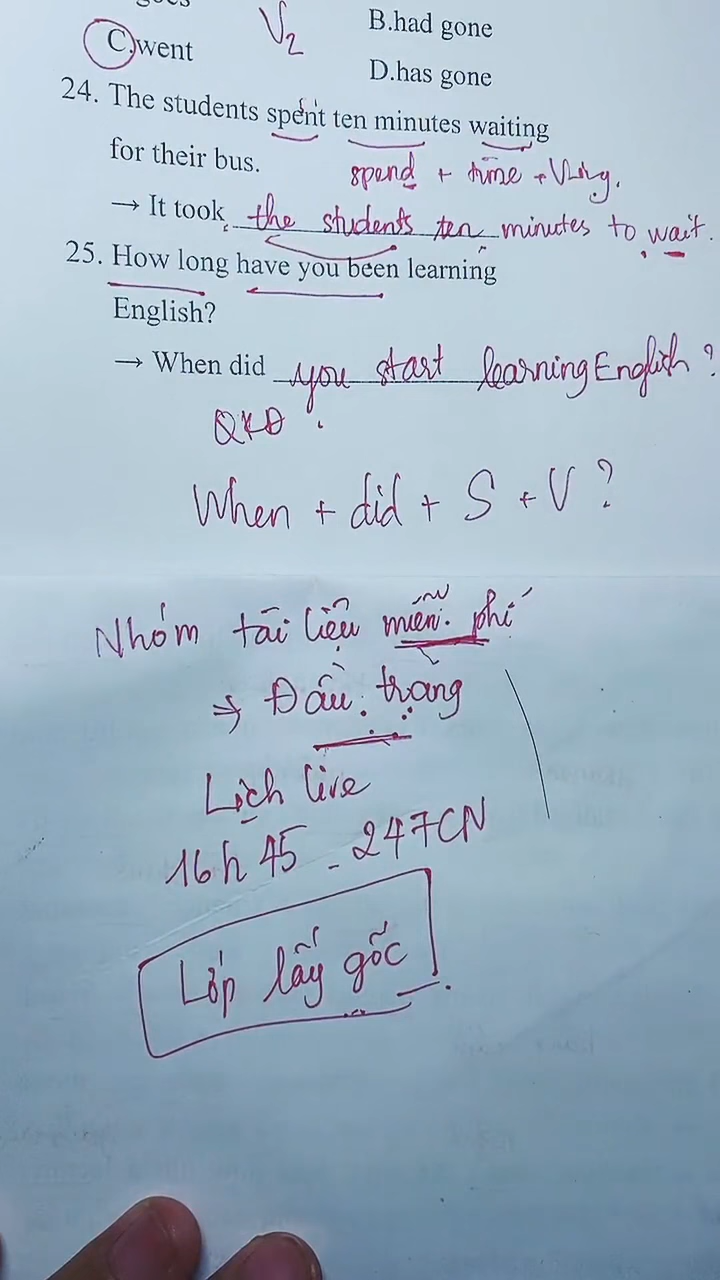 V2
B.had gone
C.went
D.has gone
24. The students spent ten minutes waiting
for their bus.
spend + time + Ving.
→ It took the students ten minutes to wait.
25. How long have you been learning
English?
→ When did you start learning English?
QKĐ
When + did + S + V?
Nhóm tài liệu miễn phí
⇒ Đầu trang
Lịch live
16h45 - 247CN
Lớp lấy gốc